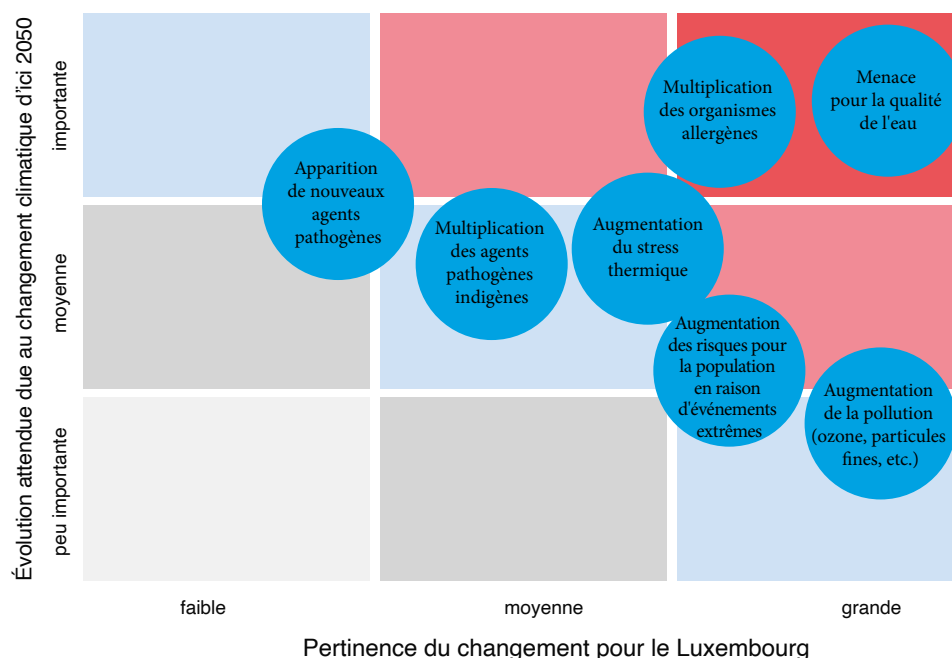 Évolution attendue due au changement climatique d'ici 2050
importante
moyenne
peu importante
Multiplication
des organismes
allergènes
Menace
pour la qualité
de l'eau
Apparition
de nouveaux
agents
pathogènes
Multiplication
des agents
pathogènes
indigènes
Augmentation
du stress
thermique
Augmentation
des risques pour
la population
en raison
d'événements
extrêmes
Augmentation
de la pollution
(ozone, particules
fines, etc.)
faible
moyenne
grande
Pertinence du changement pour le Luxembourg